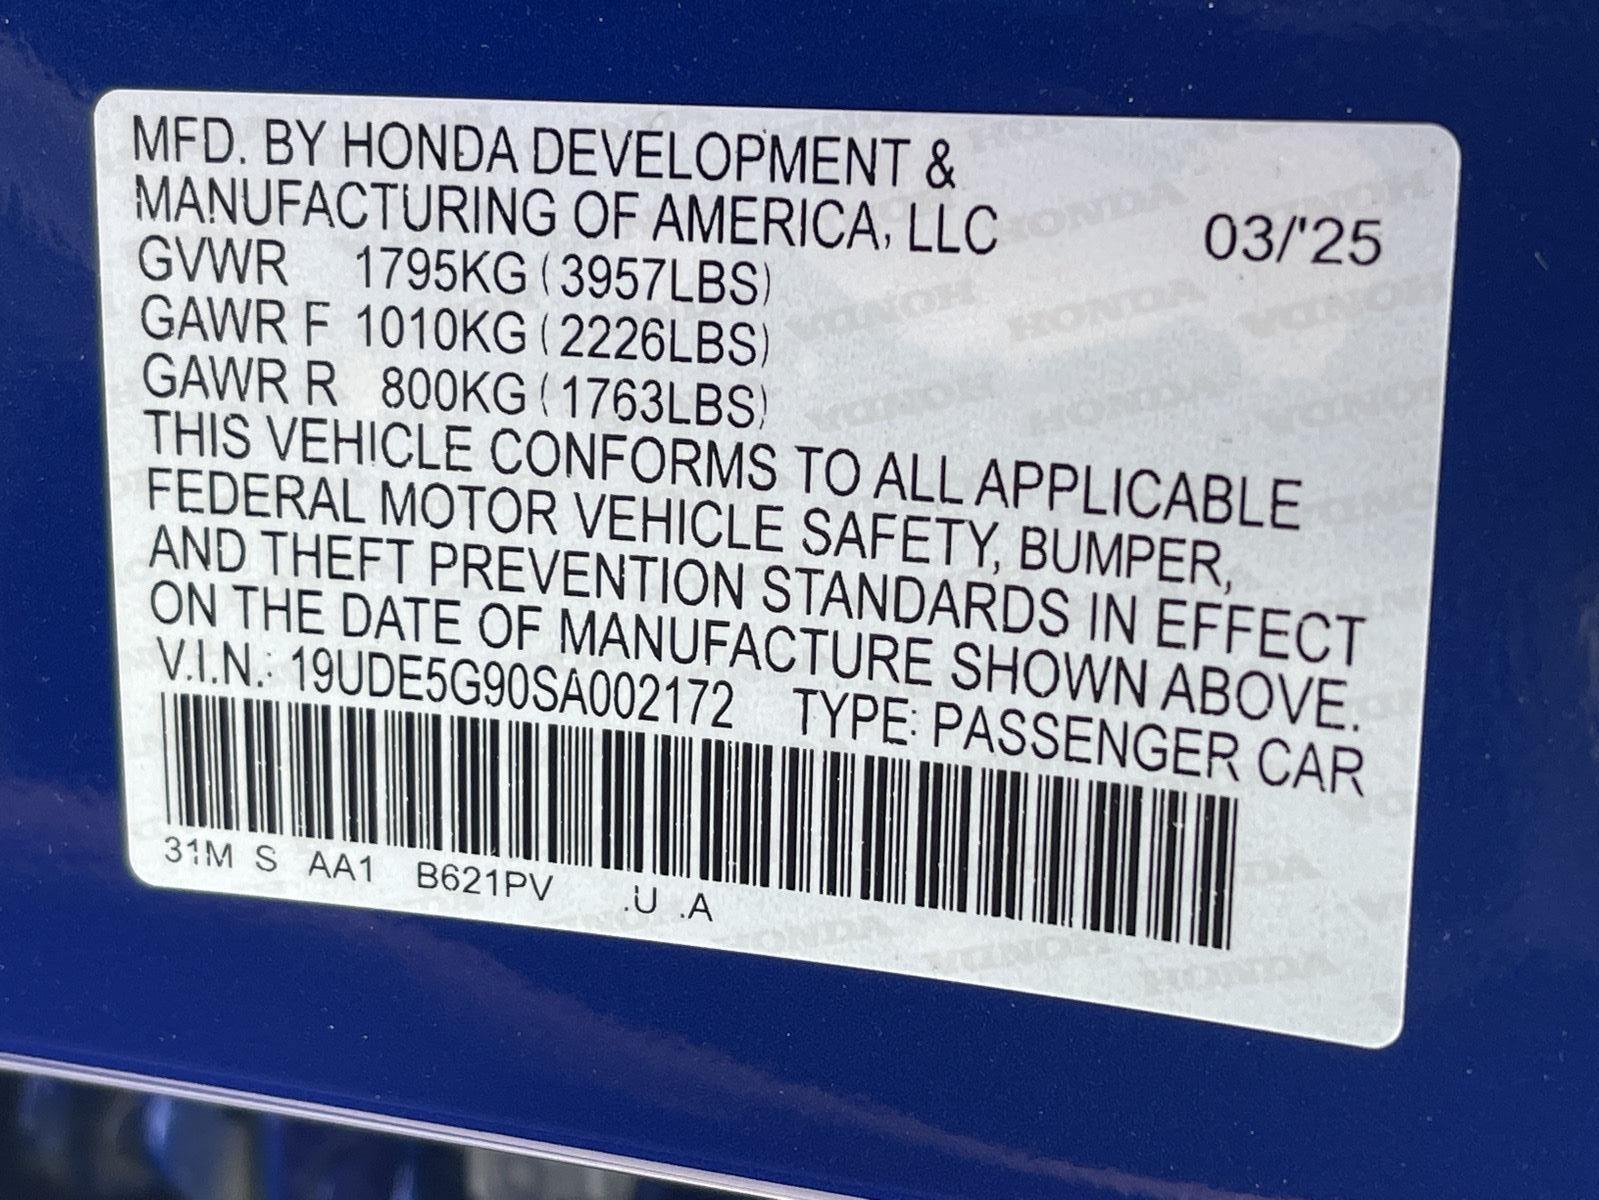 MFD. BY HONDA DEVELOPMENT &
MANUFACTURING OF AMERICA, LLC 03/'25
GVWR 1795KG (3957LBS)
GAWR F 1010KG (2226LBS)
GAWR R 800KG (1763LBS)
THIS VEHICLE CONFORMS TO ALL APPLICABLE
FEDERAL MOTOR VEHICLE SAFETY, BUMPER,
AND THEFT PREVENTION STANDARDS IN EFFECT
ON THE DATE OF MANUFACTURE SHOWN ABOVE.
V.I.N.: 19UDE5G90SA002172 TYPE: PASSENGER CAR
31M S AA1 B621PV .U .A